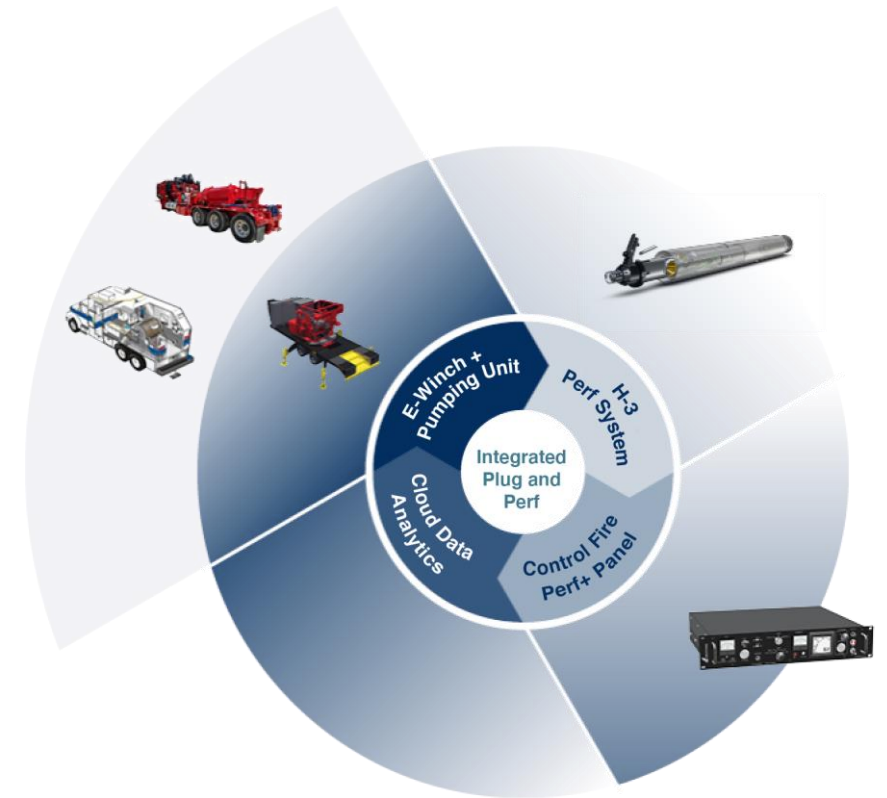 E-Winch +
Pumping Unit
H-3
Perf System
Integrated
Plug and
Perf
Cloud Data
Analytics
Control Fire
Perf+ Panel